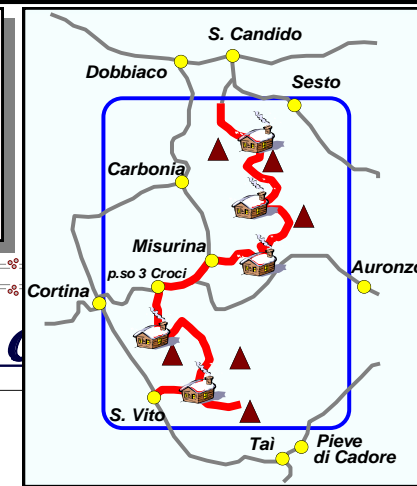 S. Candido
Dobbiaco
Sesto
Carbonia
Misurina
p.so 3 Croci
Auronzo
Cortina
S. Vito
Taì
Pieve
di Cadore